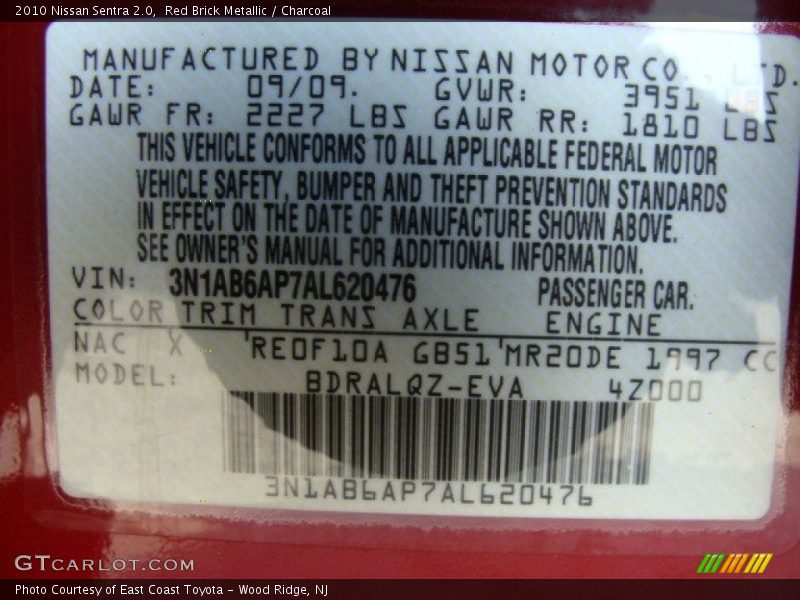 2010 Nissan Sentra 2.0, Red Brick Metallic / Charcoal
MANUFACTURED BY NISSAN MOTOR CO., LTD.
DATE: 09/09. GVWR: 3951 LBS
GAWR FR: 2227 LBS GAWR RR: 1810 LBS
THIS VEHICLE CONFORMS TO ALL APPLICABLE FEDERAL MOTOR
VEHICLE SAFETY, BUMPER AND THEFT PREVENTION STANDARDS
IN EFFECT ON THE DATE OF MANUFACTURE SHOWN ABOVE.
SEE OWNER'S MANUAL FOR ADDITIONAL INFORMATION.
VIN: 3N1AB6AP7AL620476 PASSENGER CAR.
COLOR TRIM TRANS AXLE ENGINE
NAC X 'RE0F10A GB51'MR20DE 1997 CC
MODEL: BDRALQZ-EVA 4Z000
3N1AB6AP7AL620476
GTCARLOT.COM
Photo Courtesy of East Coast Toyota - Wood Ridge, NJ